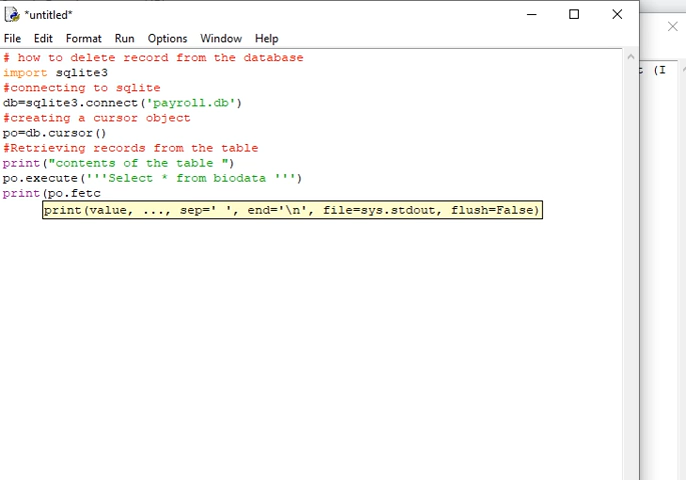 *untitled*
File Edit Format Run Options Window Help
# how to delete record from the database
import sqlite3
#connecting to sqlite
db=sqlite3.connect('payroll.db')
#creating a cursor object
po=db.cursor()
#Retrieving records from the table
print("contents of the table ")
po.execute('''Select * from biodata ''')
print(po.fetc
print(value, ..., sep=' ', end='\n', file=sys.stdout, flush=False)
(I